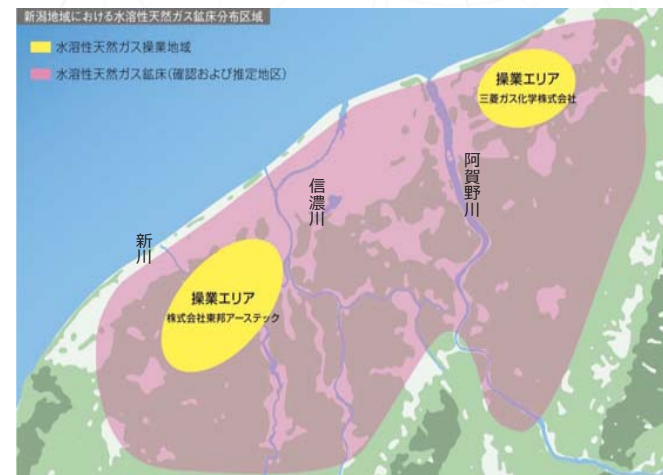 新潟地域における水溶性天然ガス鉱床分布区域
水溶性天然ガス操業地域
水溶性天然ガス鉱床(確認および推定地区)
操業エリア
三菱ガス化学株式会社
阿賀野川
信濃川
新川
操業エリア
株式会社東邦アーステック